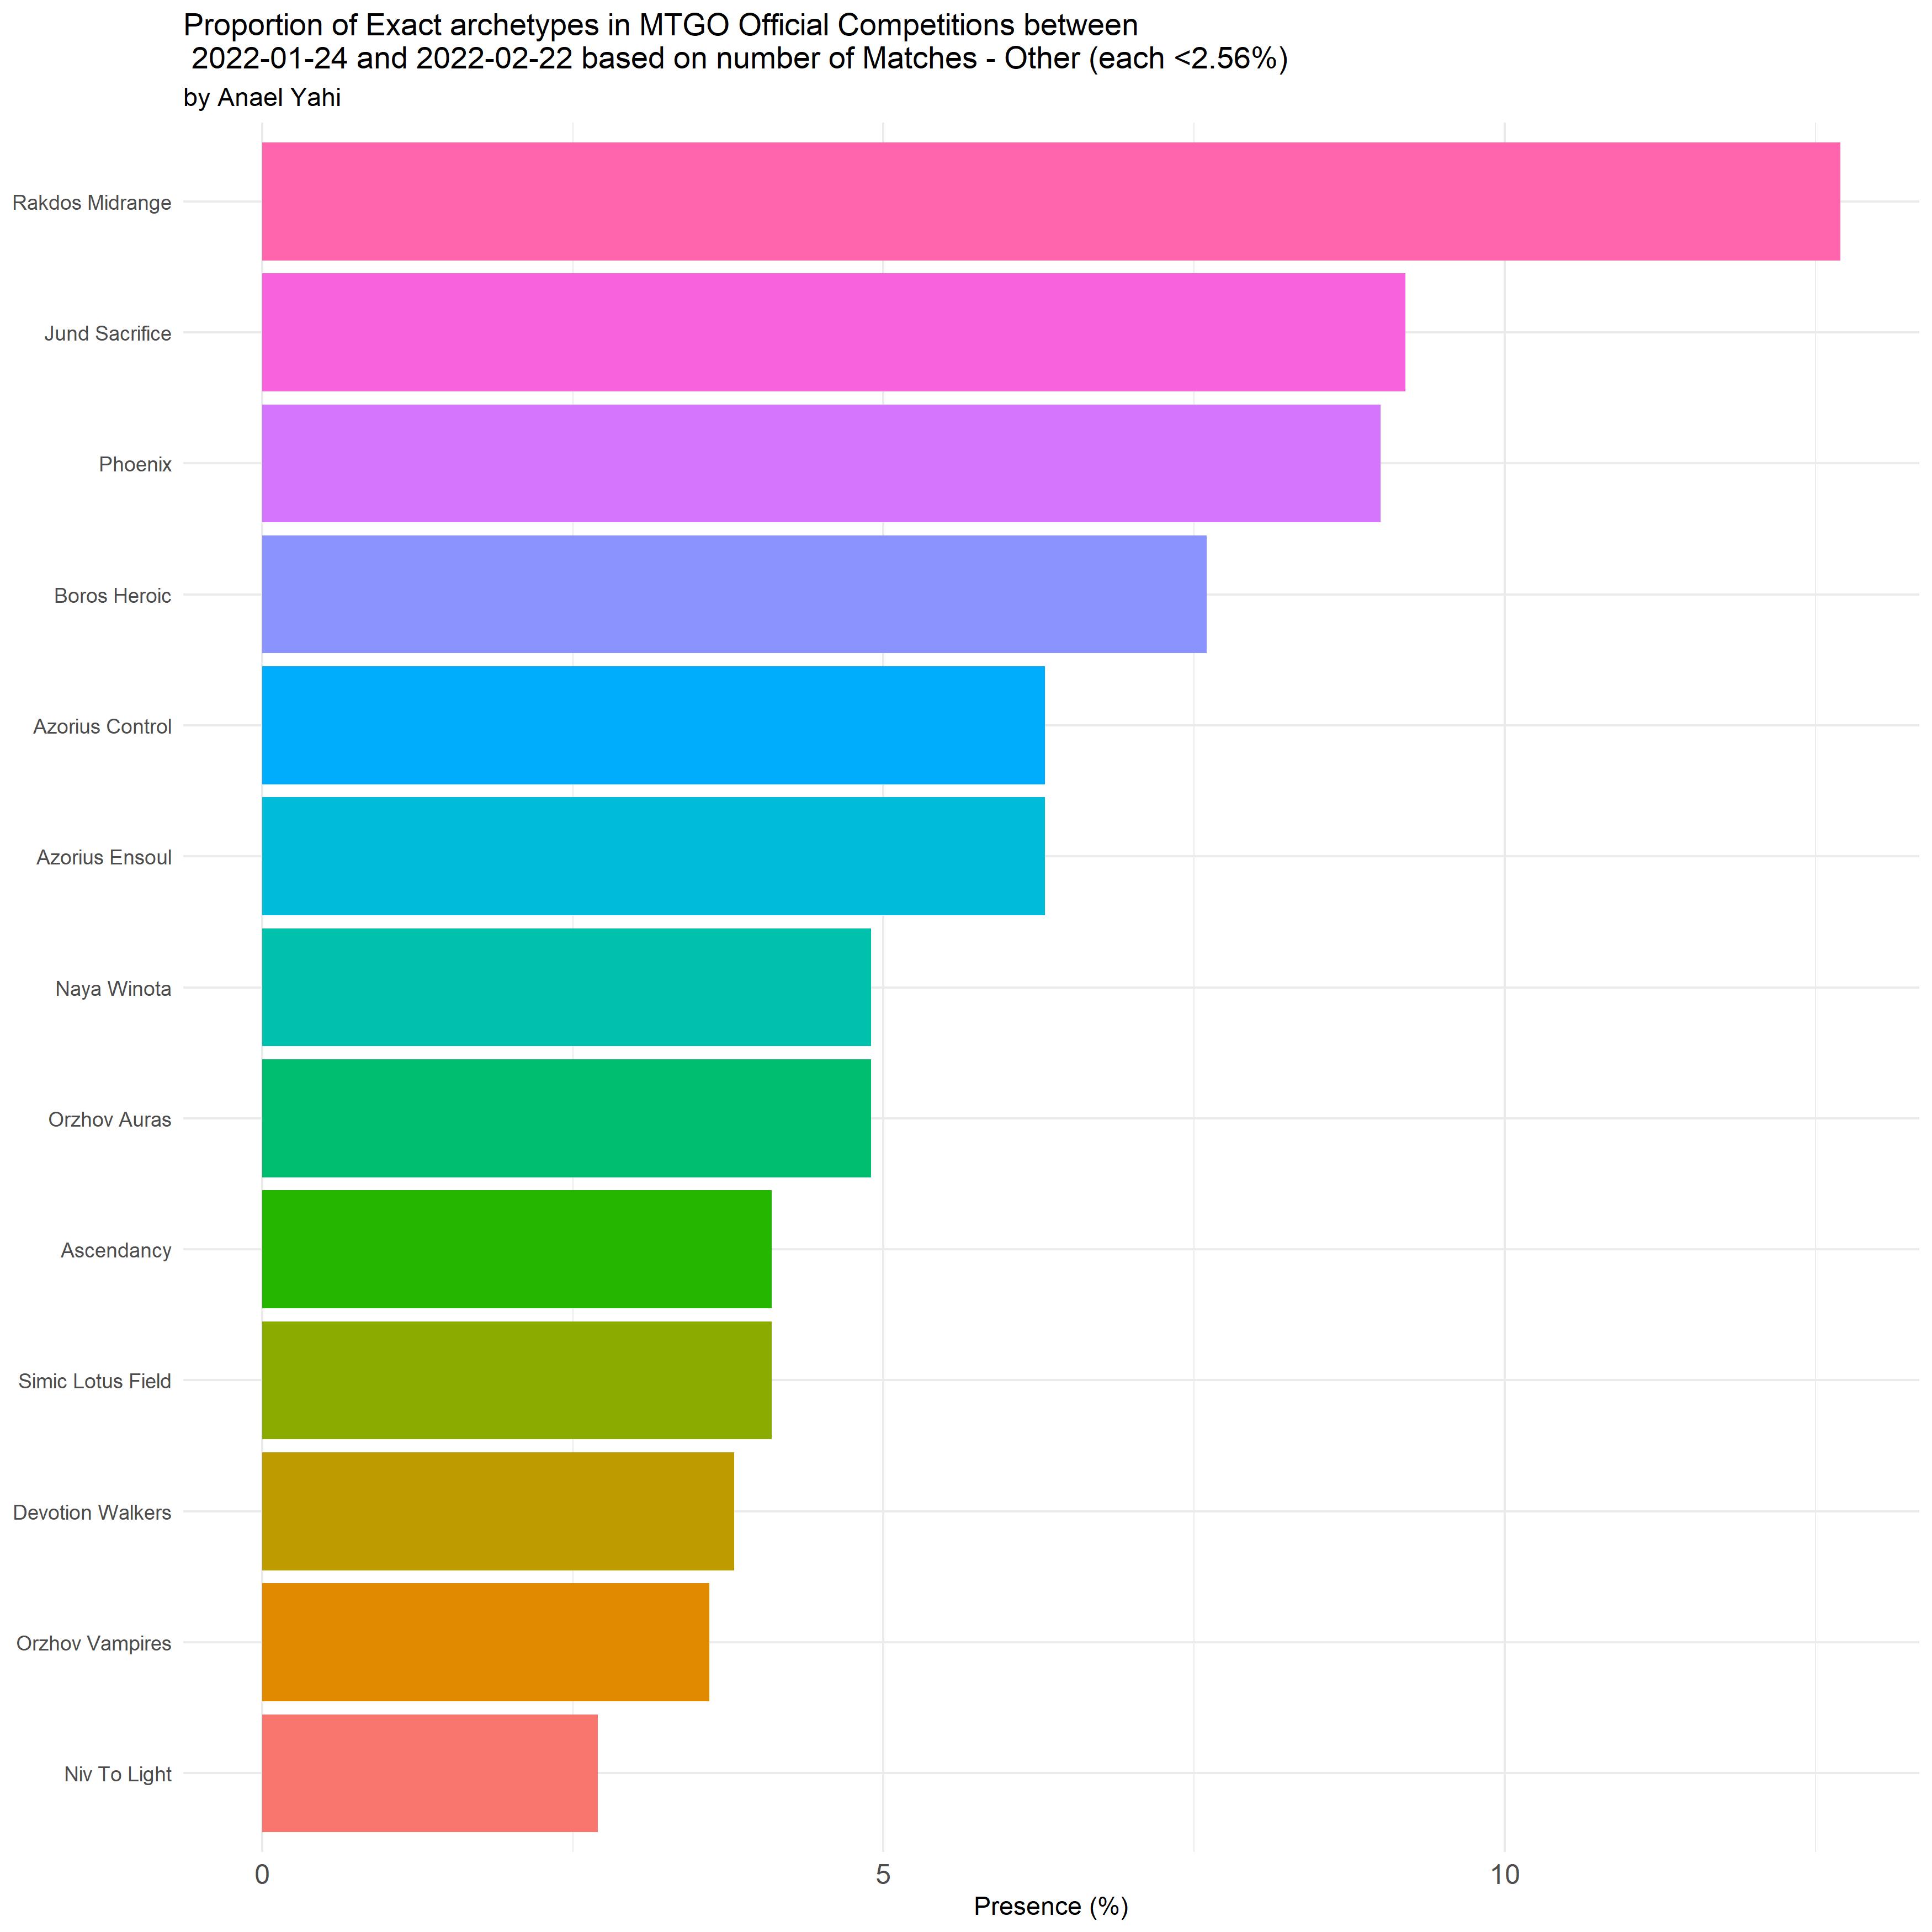 Proportion of Exact archetypes in MTGO Official Competitions between
2022-01-24 and 2022-02-22 based on number of Matches - Other (each <2.56%)
by Anael Yahi
Rakdos Midrange
Jund Sacrifice
Phoenix
Boros Heroic
Azorius Control
Azorius Ensoul
Naya Winota
Orzhov Auras
Ascendancy
Simic Lotus Field
Devotion Walkers
Orzhov Vampires
Niv To Light
0 5 10
Presence (%)